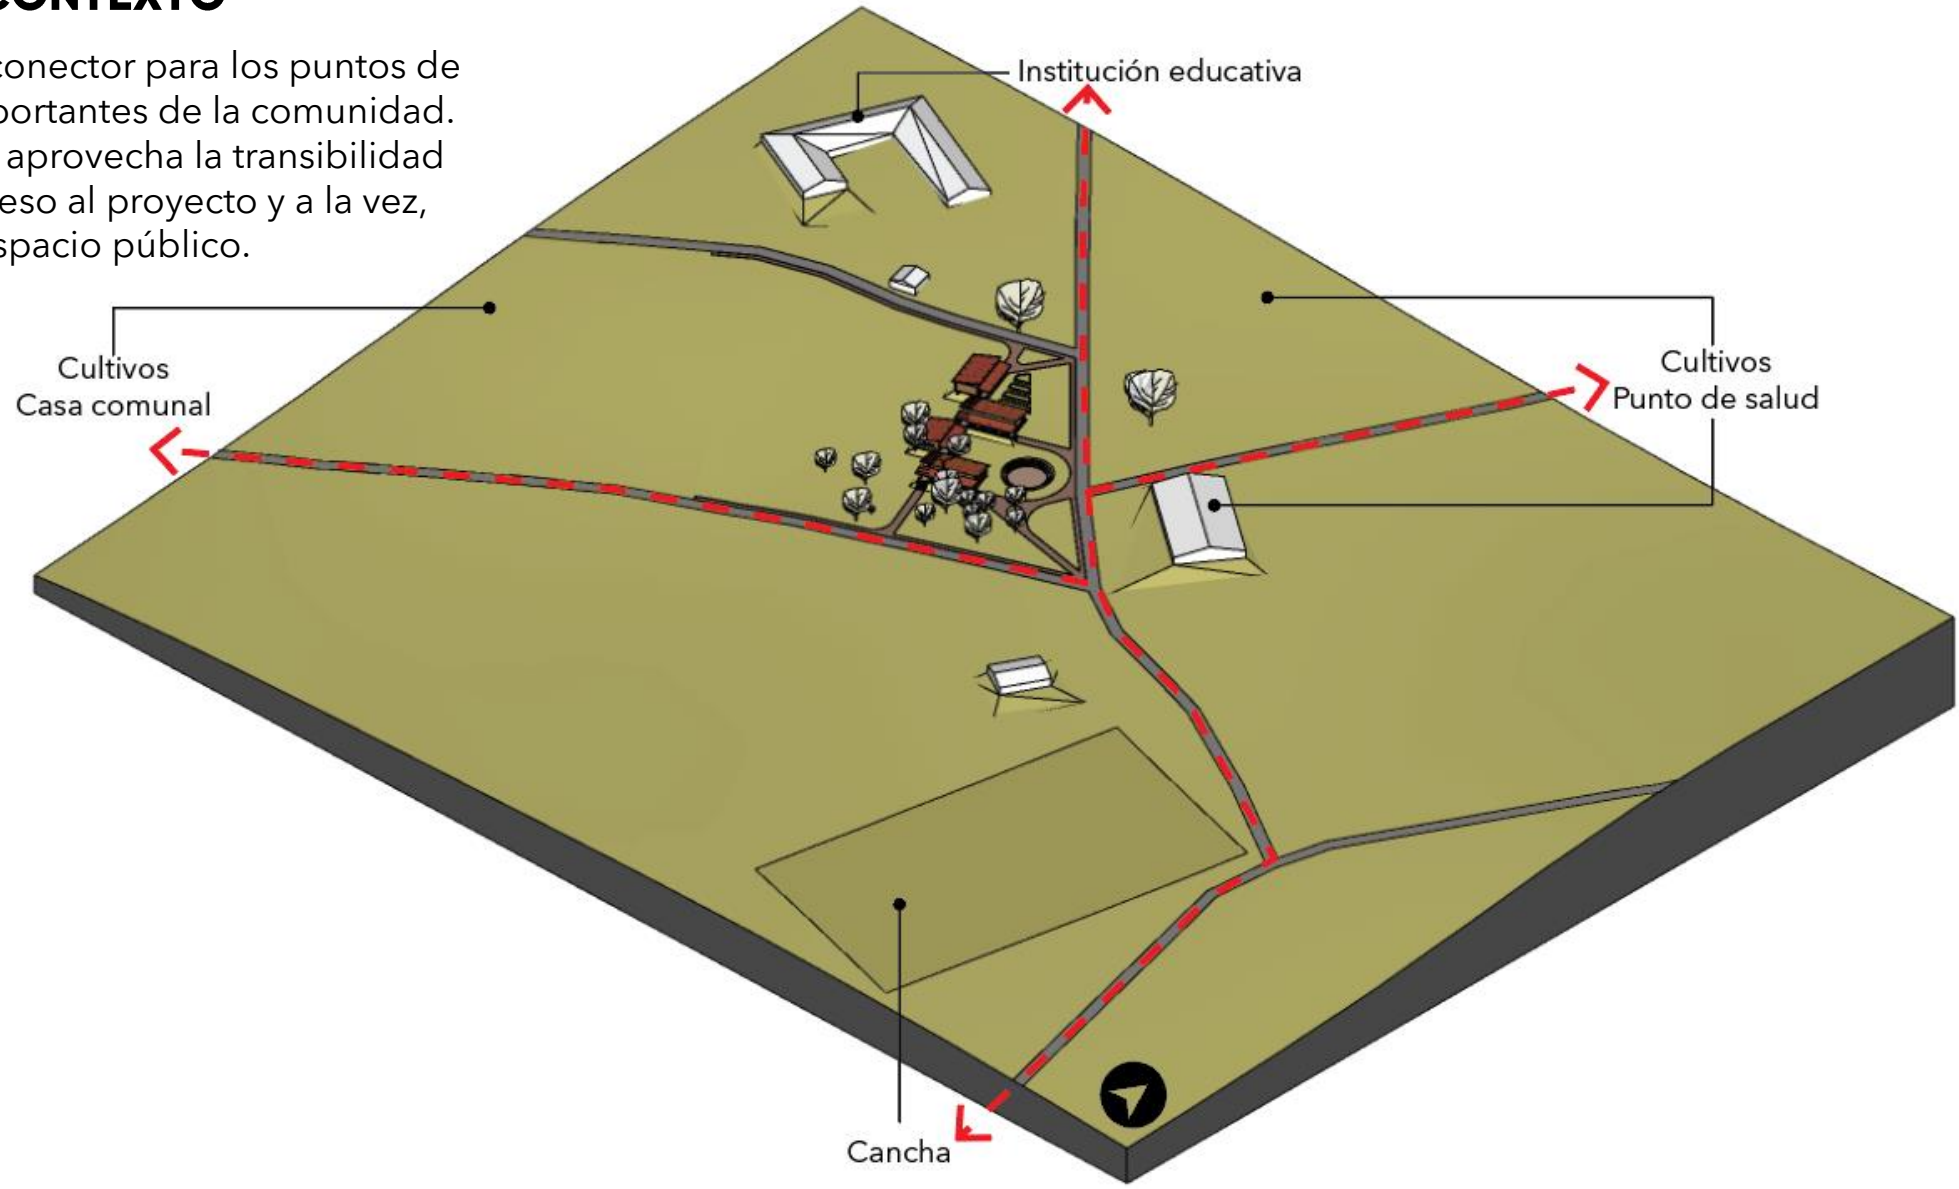 CONTEXTO
conector para los puntos de
portantes de la comunidad.
aprovecha la transibilidad
eso al proyecto y a la vez,
spacio público.
Institución educativa
Cultivos
Casa comunal
Cultivos
Punto de salud
Cancha